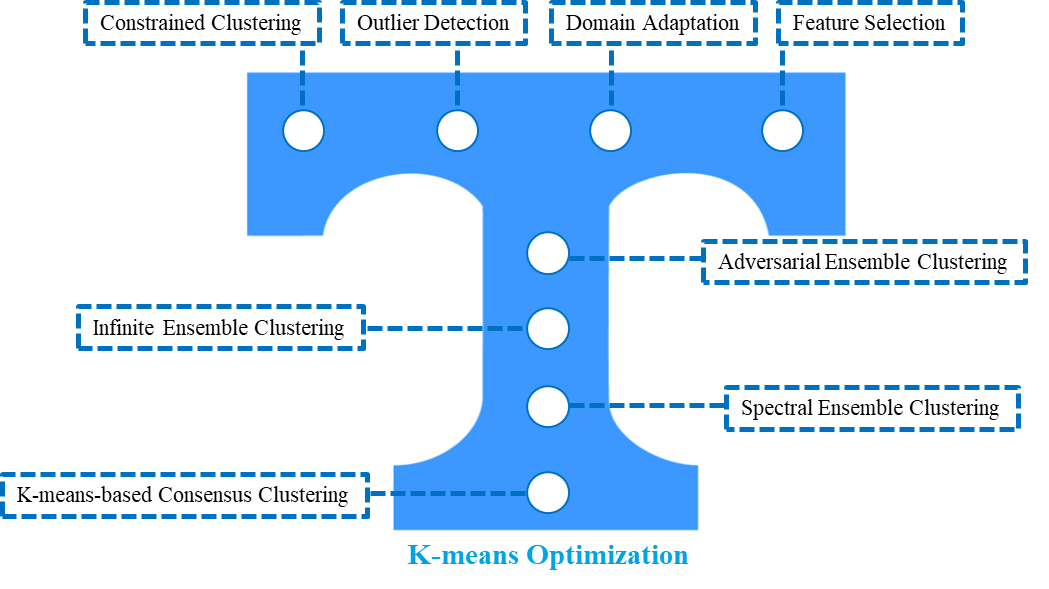 Constrained Clustering
Outlier Detection
Domain Adaptation
Feature Selection
Adversarial Ensemble Clustering
Infinite Ensemble Clustering
Spectral Ensemble Clustering
K-means-based Consensus Clustering
K-means Optimization